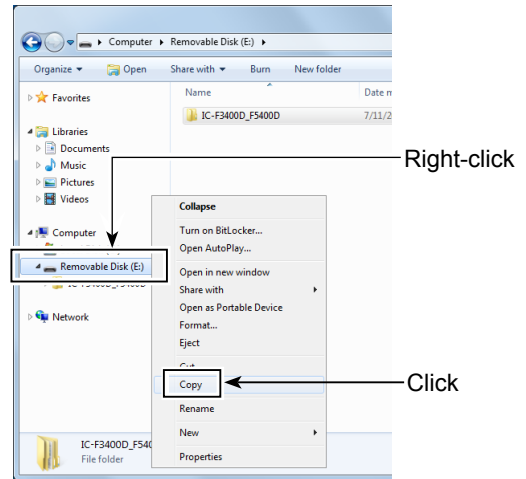 Computer ▸ Removable Disk (E:) ▸
Organize Open Share with Burn New folder
Name Date m
Favorites
IC-F3400D_F5400D 7/11/2
Libraries
Documents
Music
Pictures
Videos
Right-click
Computer
Removable Disk (E:)
Network
Collapse
Turn on BitLocker...
Open AutoPlay...
Open in new window
Share with
Open as Portable Device
Format...
Eject
Cut
Copy
Click
Rename
New
Properties
IC-F3400D_F540
File folder